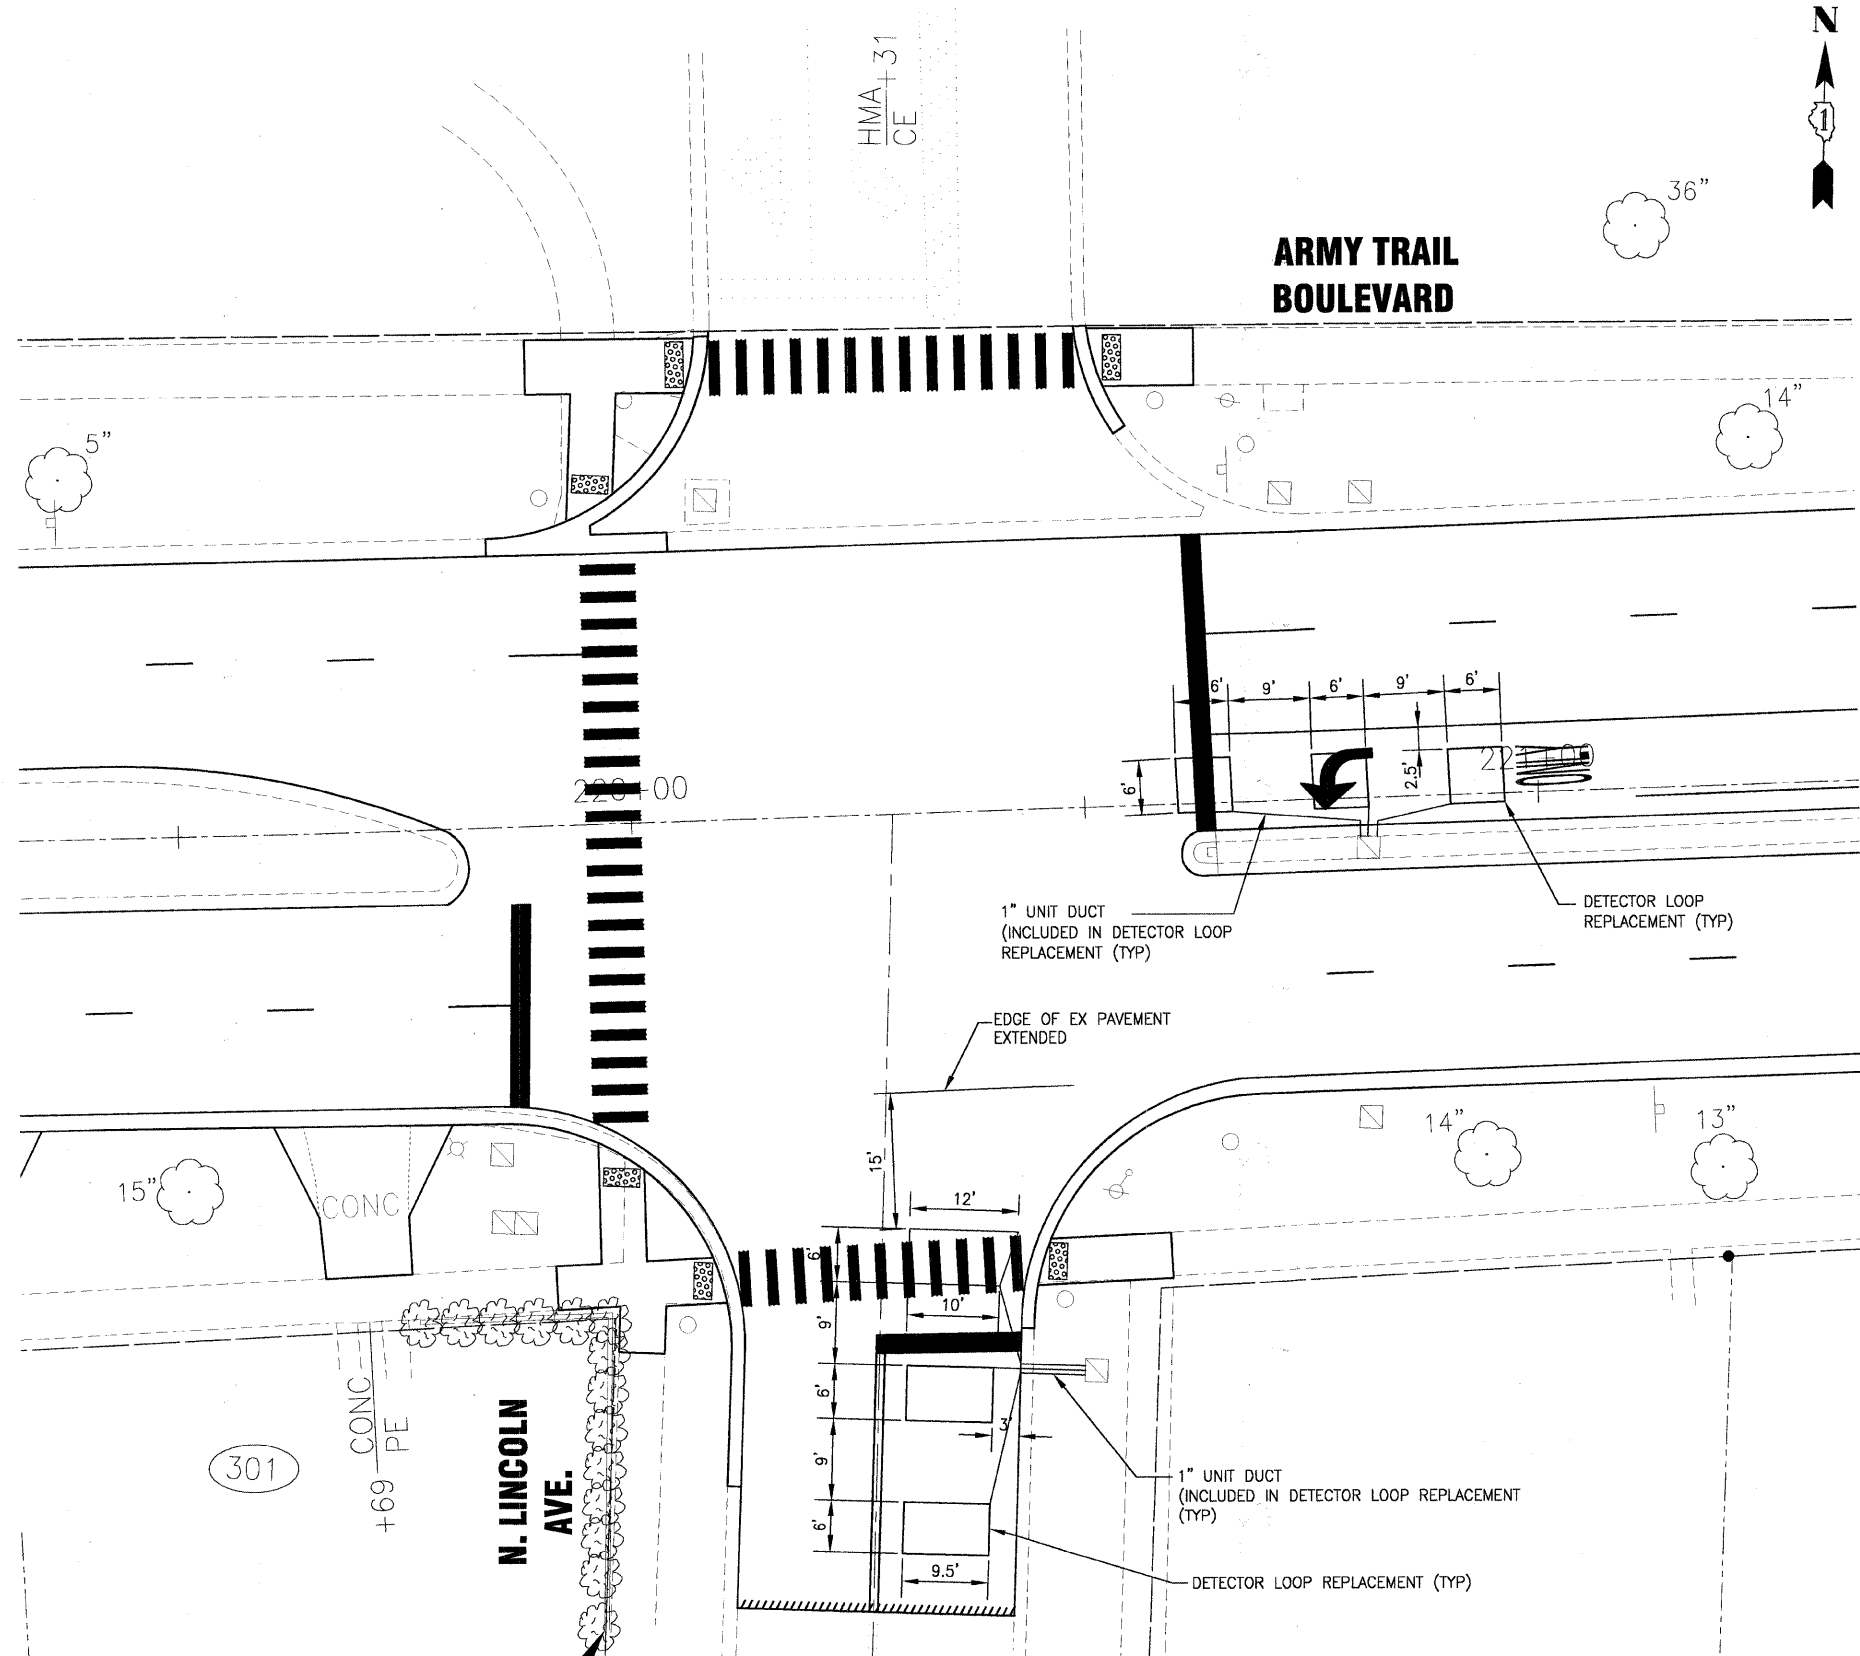 N
1
HMA +31
CE
36"
ARMY TRAIL
BOULEVARD
14"
5"
6'
9'
6'
9'
6'
6'
2.5'
220+00
221+00
1" UNIT DUCT
(INCLUDED IN DETECTOR LOOP
REPLACEMENT (TYP)
DETECTOR LOOP
REPLACEMENT (TYP)
EDGE OF EX PAVEMENT
EXTENDED
15'
12'
6'
10'
9'
6'
3'
9'
6'
9.5'
14"
13"
15"
CONC
+69 CONC
PE
301
N. LINCOLN
AVE.
1" UNIT DUCT
(INCLUDED IN DETECTOR LOOP REPLACEMENT
(TYP)
DETECTOR LOOP REPLACEMENT (TYP)